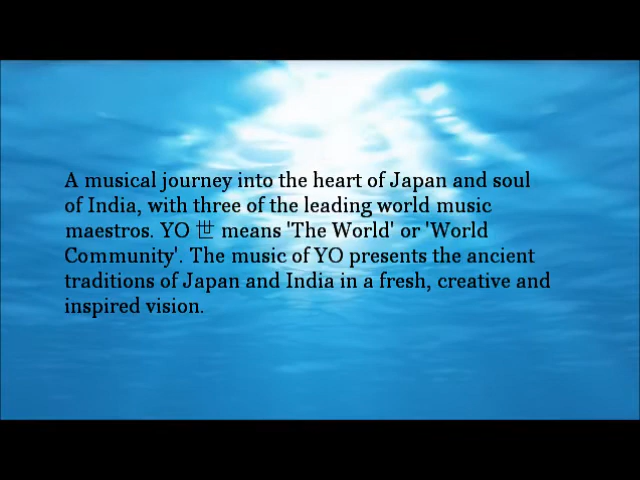 A musical journey into the heart of Japan and soul
of India, with three of the leading world music
maestros. YO 世 means 'The World' or 'World
Community'. The music of YO presents the ancient
traditions of Japan and India in a fresh, creative and
inspired vision.